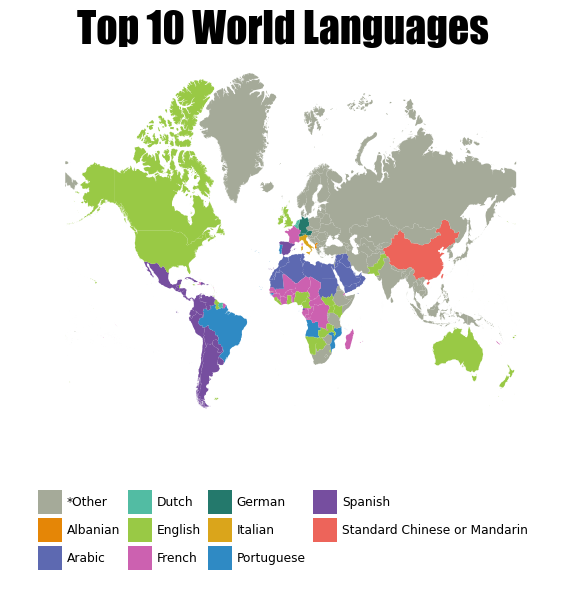 Top 10 World Languages
*Other
Albanian
Arabic
Dutch
English
French
German
Italian
Portuguese
Spanish
Standard Chinese or Mandarin